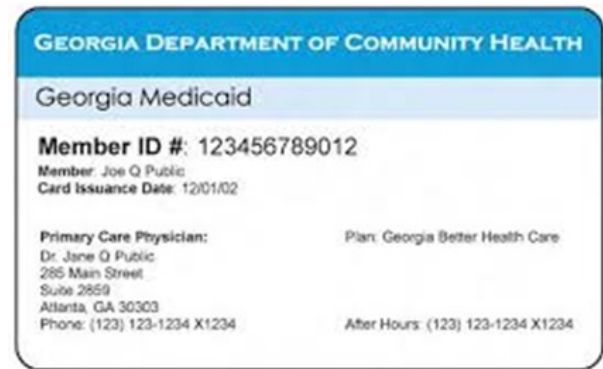 GEORGIA DEPARTMENT OF COMMUNITY HEALTH
Georgia Medicaid
Member ID #: 123456789012
Member: Joe Q Public
Card Issuance Date: 12/01/02
Primary Care Physician:
Dr. Jane Q Public
285 Main Street
Suite 2859
Atlanta, GA 30303
Phone: (123) 123-1234 X1234
Plan: Georgia Better Health Care
After Hours: (123) 123-1234 X1234